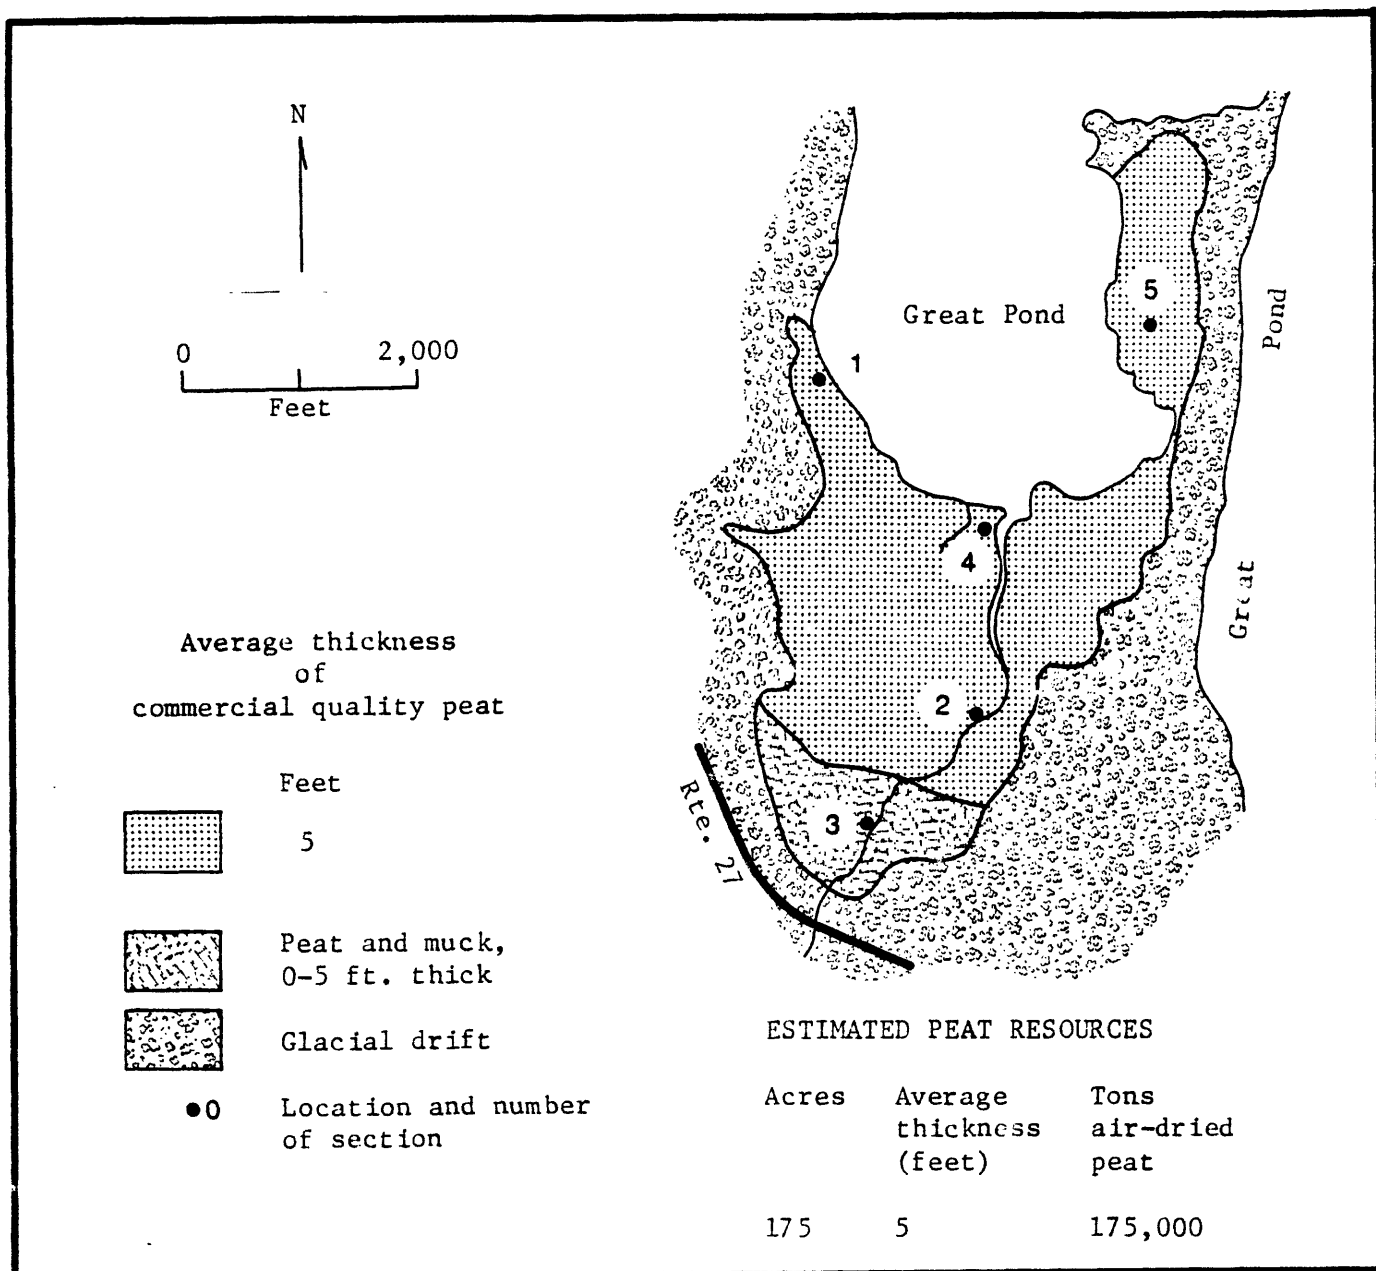 N
0 2,000
Feet
Average thickness
of
commercial quality peat
Feet
5
Peat and muck,
0-5 ft. thick
Glacial drift
0 Location and number
of section
Great Pond
1
2
3
4
5
Great Pond
Rte. 27
ESTIMATED PEAT RESOURCES
Acres Average Tons
thickness air-dried
(feet) peat
175 5 175,000